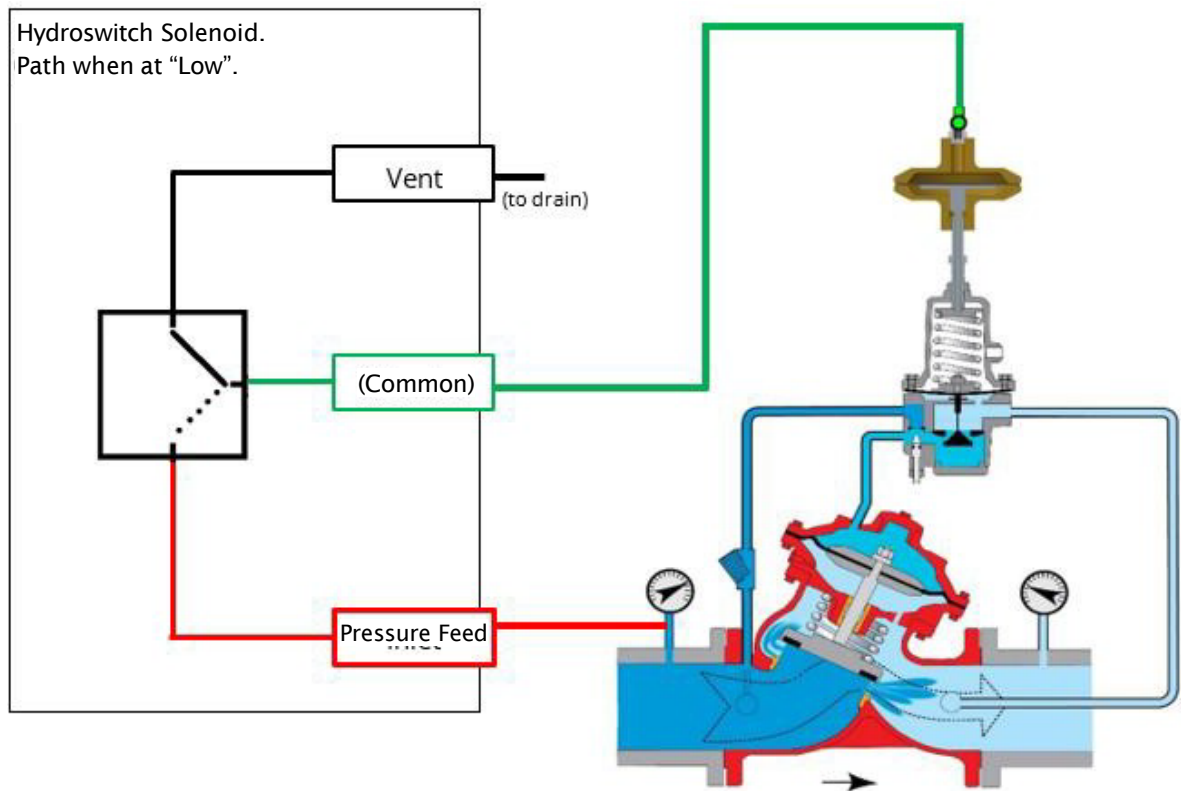 Hydroswitch Solenoid.
Path when at “Low”.
Vent
(to drain)
(Common)
Pressure Feed